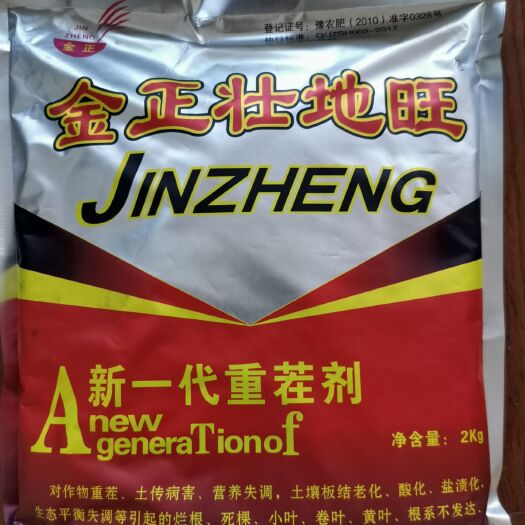 JIN
ZHENG
金正
登记证号：豫农肥（2010）准字0328号
执行标准：Q/JZSH002-2017
金正壮地旺
JINZHENG
新一代重茬剂
A new
generaTionof
净含量：2Kg
对作物重茬、土传病害、营养失调，土壤板结老化、酸化、盐渍化、
生态平衡失调等引起的烂根、死棵、小叶、卷叶、黄叶、根系不发达、